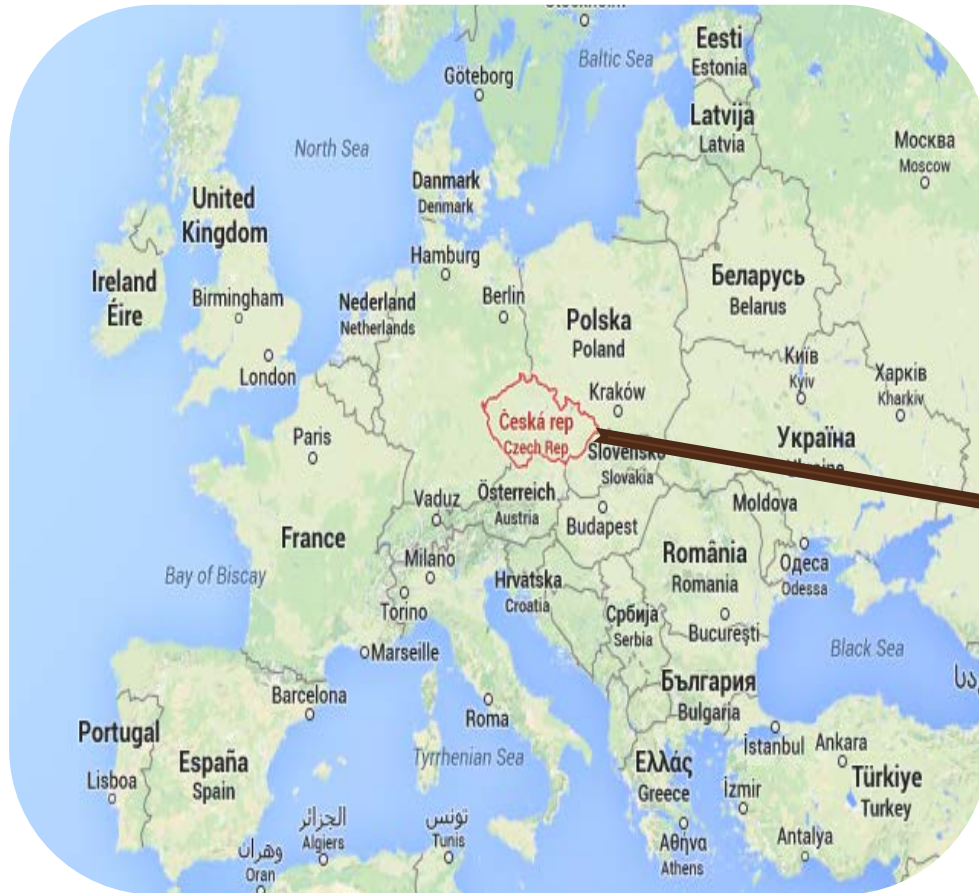 Baltic Sea
Eesti
Estonia
Göteborg
Latvija
Latvia
Москва
Moscow
North Sea
Danmark
Denmark
United
Kingdom
Ireland
Éire
Hamburg
Беларусь
Belarus
Birmingham
Nederland
Netherlands
Berlin
Polska
Poland
London
Київ
Kyiv
Харків
Kharkiv
Kraków
Česká rep
Czech Rep
Paris
Україна
Slovakia
Vaduz
Österreich
Austria
Budapest
Moldova
France
Milano
România
Romania
Одеса
Odessa
Bay of Biscay
Hrvatska
Croatia
Torino
Србија
Serbia
București
Marseille
Black Sea
Barcelona
Roma
България
Bulgaria
Portugal
España
Spain
Tyrrhenian Sea
İstanbul
Ankara
Lisboa
Ελλάς
Greece
İzmir
Türkiye
Turkey
الجزائر
Algiers
تونس
Tunis
Αθήνα
Athens
Antalya
وهران
Oran